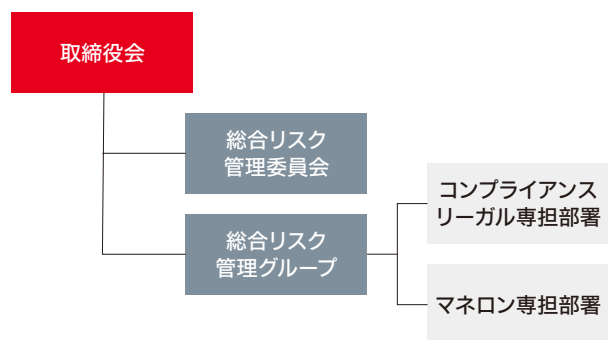 取締役会
総合リスク
管理委員会
総合リスク
管理グループ
コンプライアンス
リーガル専担部署
マネロン専担部署